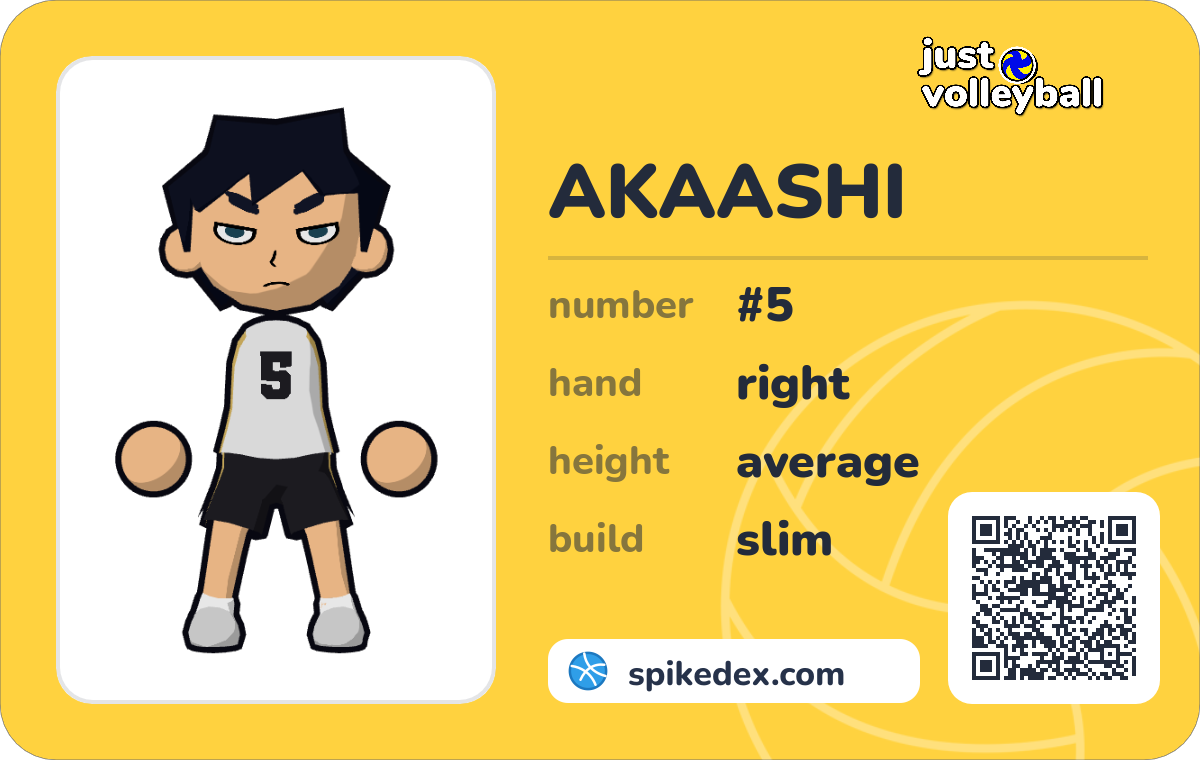 just
volleyball
AKAASHI
number #5
hand right
height average
build slim
5
spikedex.com